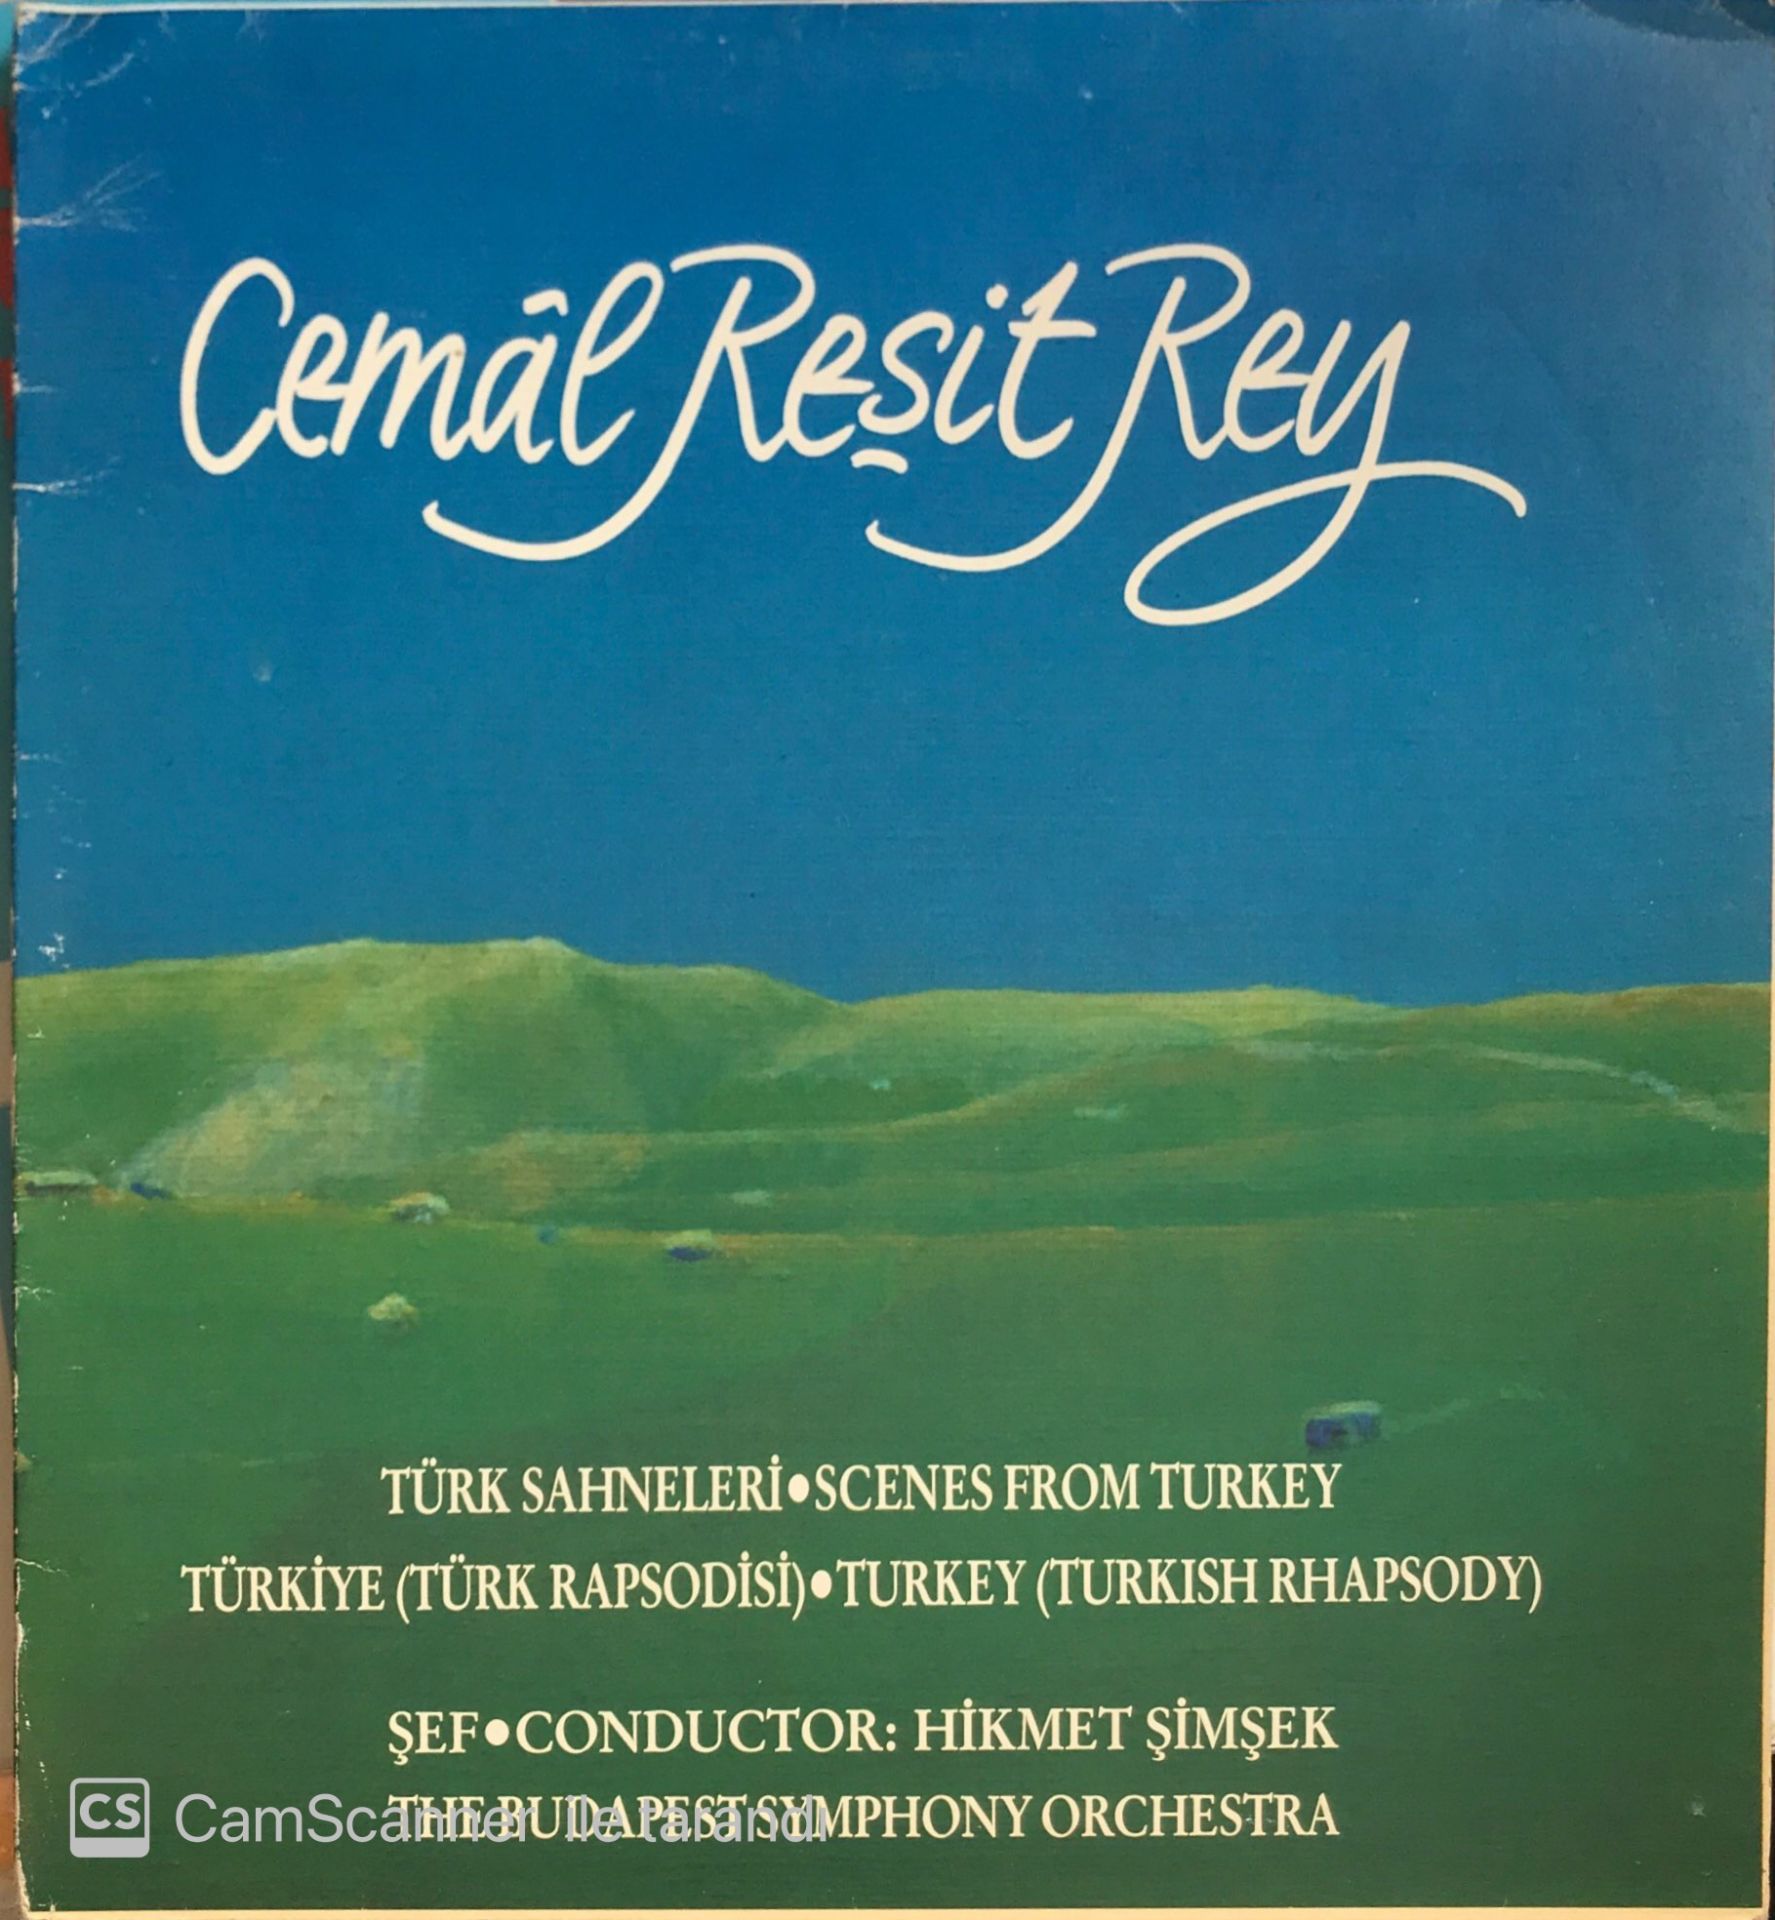 Cemâl Reşit Rey
TÜRK SAHNELERİ•SCENES FROM TURKEY
TÜRKİYE (TÜRK RAPSODİSİ)•TURKEY (TURKISH RHAPSODY)
ŞEF•CONDUCTOR: HİKMET ŞİMŞEK
THE BUDAPEST SYMPHONY ORCHESTRA
CS CamScanner ile tarandı